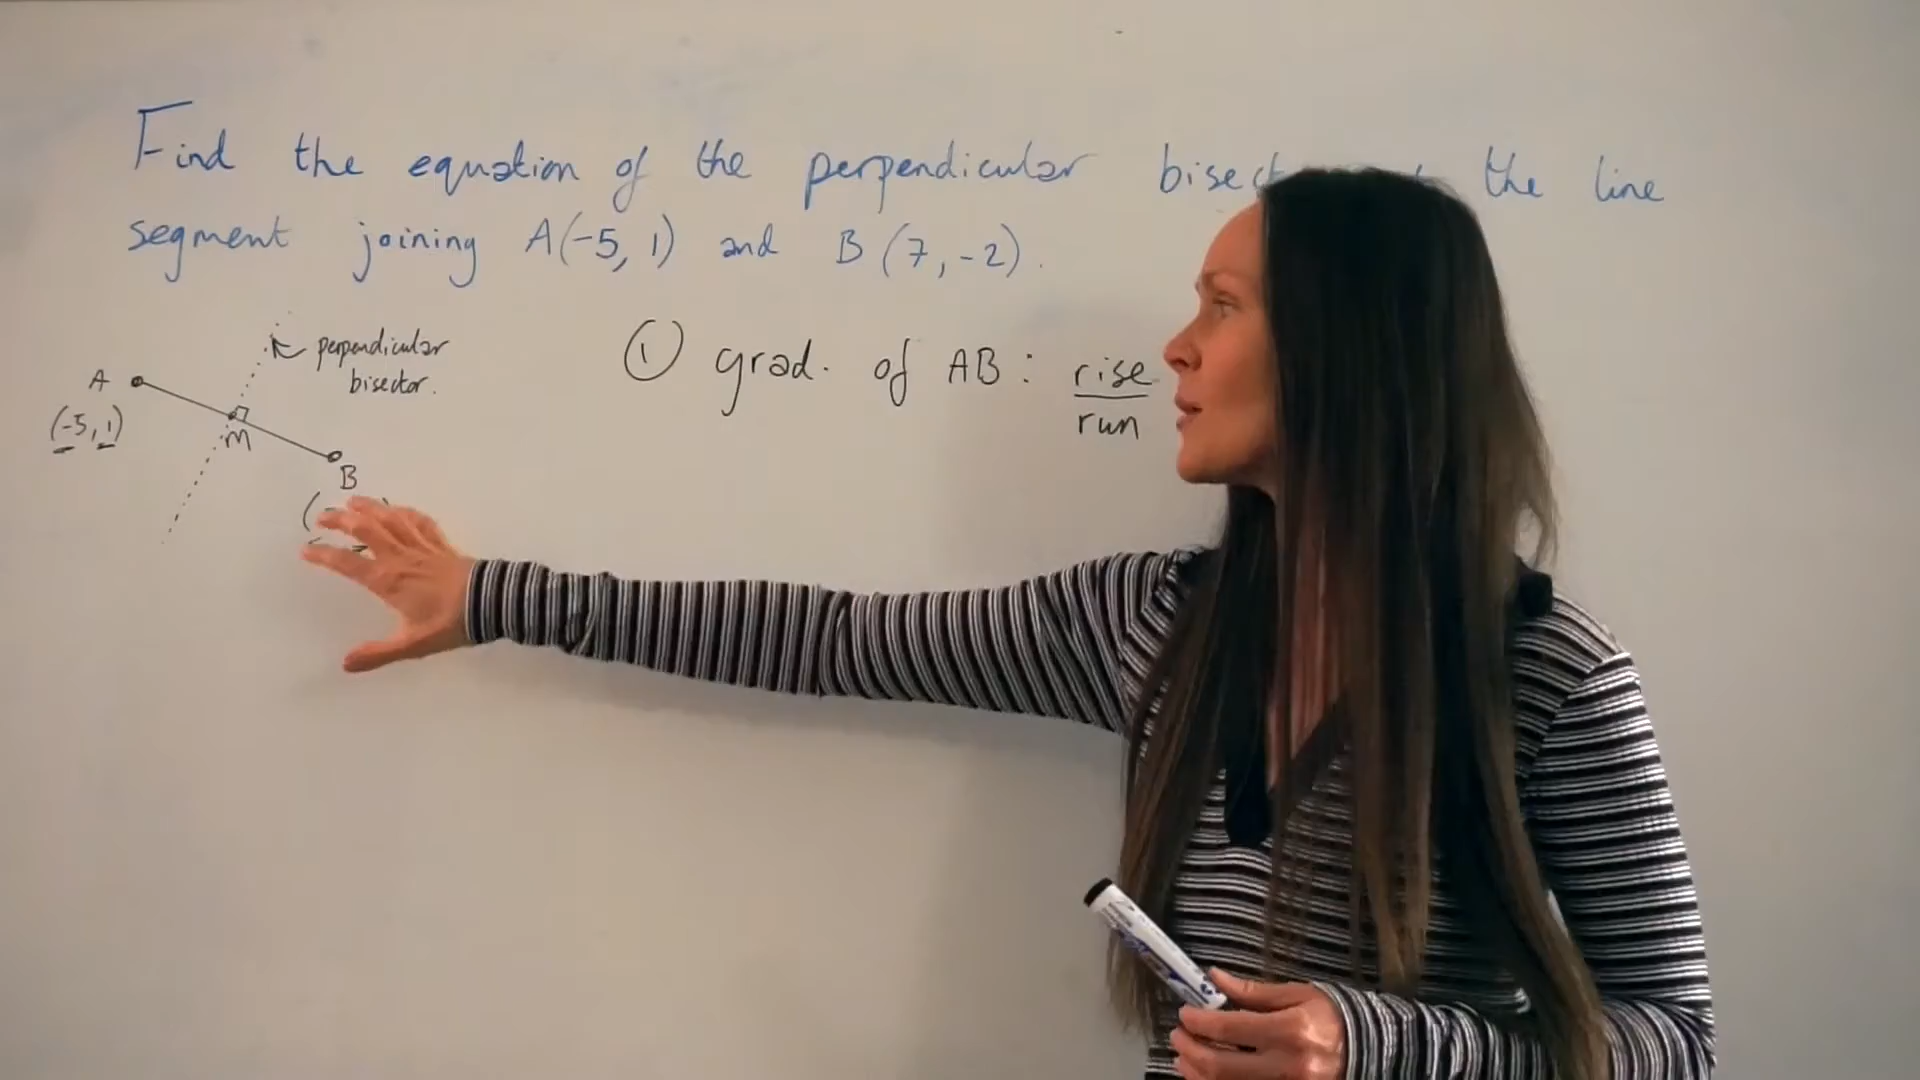 Find the equation of the perpendicular bisect the line
segment joining A(-5, 1) and B(7, -2).
perpendicular
bisector.
① grad. of AB: rise
run
A
(-5, 1)
M
B